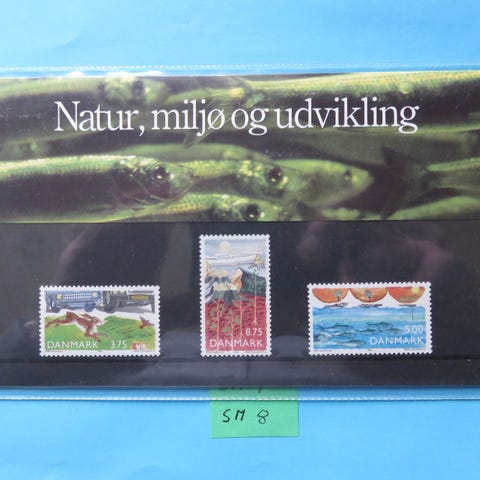 Natur, miljø og udvikling
DANMARK 3.75
8.75
DANMARK
5.00
DANMARK
SM 8